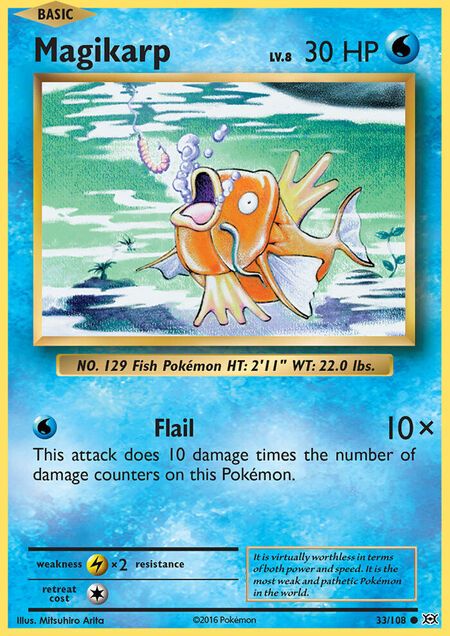 BASIC
Magikarp LV.8 30 HP
NO. 129 Fish Pokémon HT: 2'11" WT: 22.0 lbs.
Flail 10×
This attack does 10 damage times the number of
damage counters on this Pokémon.
weakness ×2 resistance
retreat
cost
It is virtually worthless in terms
of both power and speed. It is the
most weak and pathetic Pokémon
in the world.
Illus. Mitsuhiro Arita ©2016 Pokémon 33/108